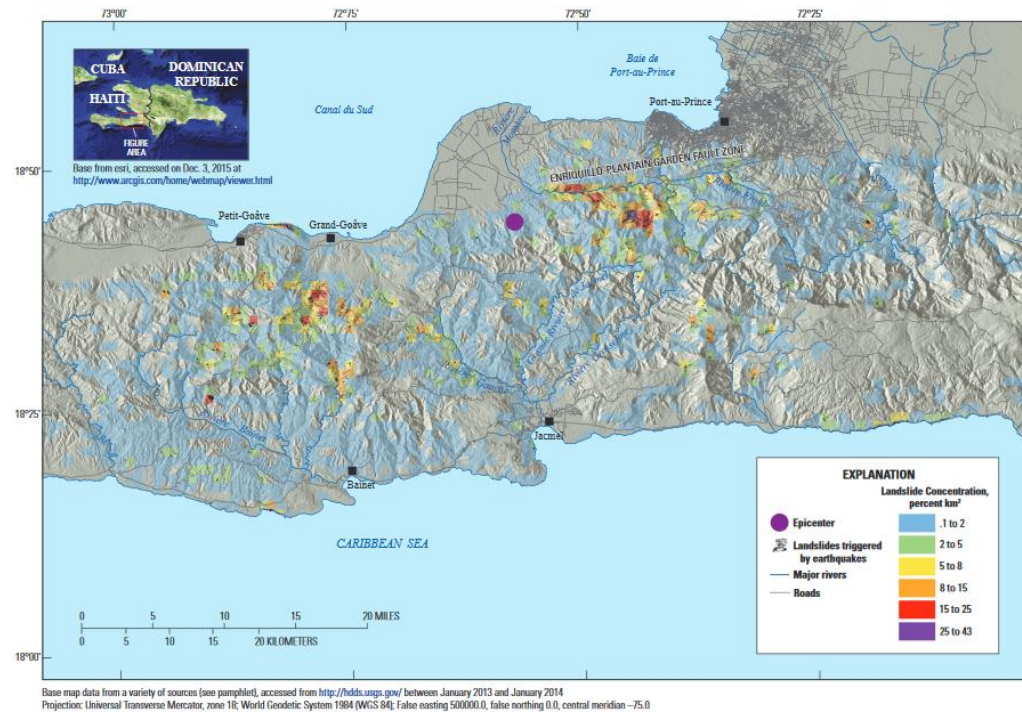 73°00'
72°75'
72°50'
72°25'
CUBA
DOMINICAN
REPUBLIC
HAITI
FIGURE
AREA
Base from esri, accessed on Dec. 3, 2015 at
http://www.arcgis.com/home/webmap/viewer.html
Canal du Sud
Baie de
Port-au-Prince
Port-au-Prince
ENRIQUILLO-PLANTAIN GARDEN FAULT ZONE
18°50'
Petit-Goâve
Grand-Goâve
18°25'
Jacmel
Bainet
CARIBBEAN SEA
EXPLANATION
Landslide Concentration,
percent km²
Epicenter
Landslides triggered
by earthquakes
Major rivers
Roads
.1 to 2
2 to 5
5 to 8
8 to 15
15 to 25
25 to 43
0 5 10 15 20 MILES
0 5 10 15 20 KILOMETERS
18°00'
Base map data from a variety of sources (see pamphlet), accessed from http://hdds.usgs.gov/ between January 2013 and January 2014
Projection: Universal Transverse Mercator, zone 18; World Geodetic System 1984 (WGS 84); False easting 500000.0, false northing 0.0, central meridian –75.0